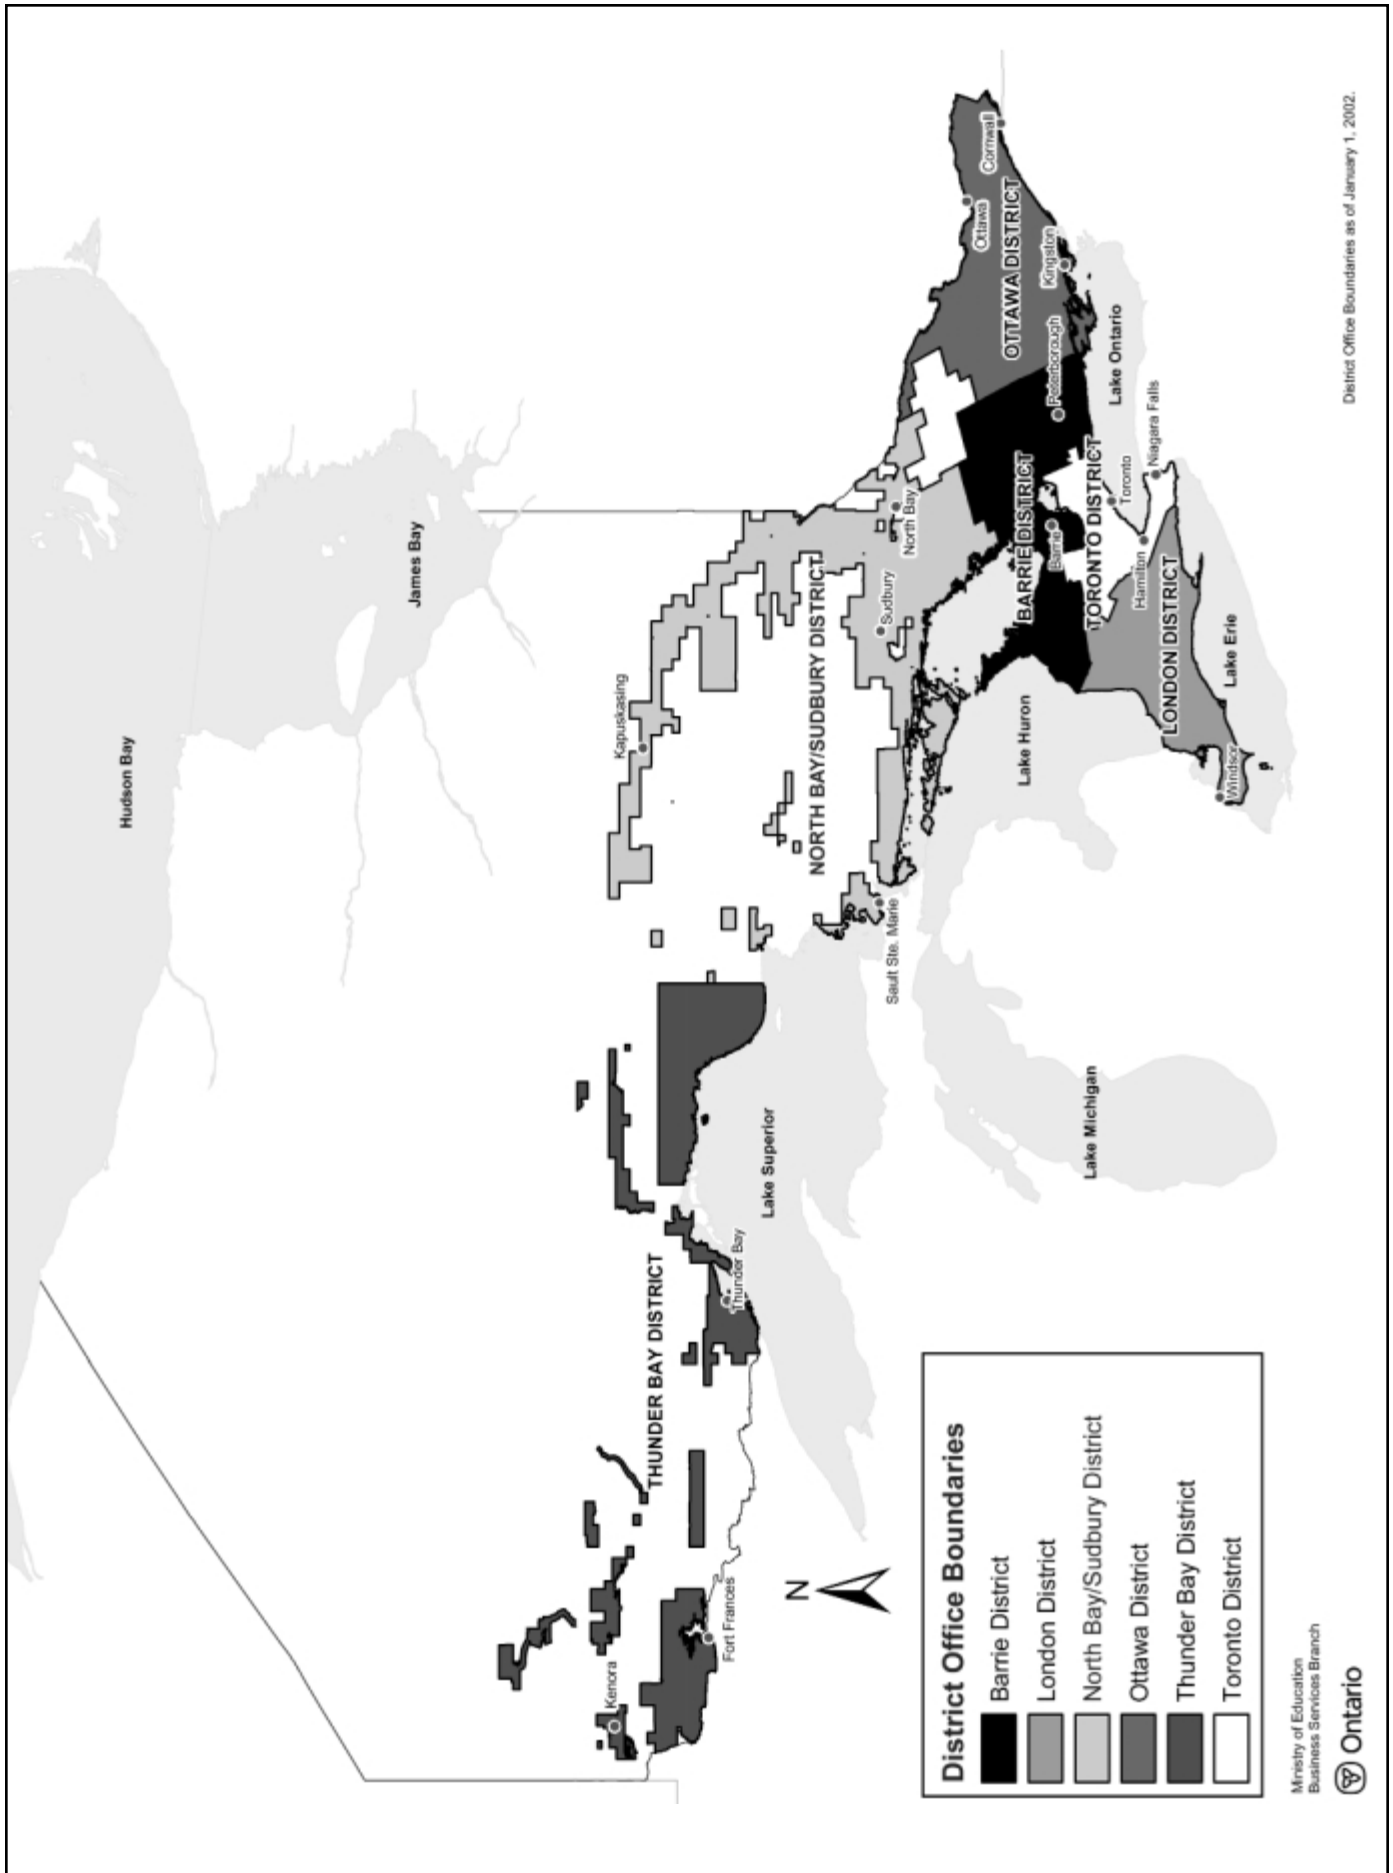 Hudson Bay
James Bay
Kapuskasing
THUNDER BAY DISTRICT
NORTH BAY/SUDBURY DISTRICT
Kenora
Fort Frances
Thunder Bay
Lake Superior
Sault Ste. Marie
Sudbury
North Bay
Ottawa
Cornwall
OTTAWA DISTRICT
Kingston
Peterborough
BARRIE DISTRICT
Barrie
TORONTO DISTRICT
Toronto
Lake Ontario
Niagara Falls
Hamilton
LONDON DISTRICT
Lake Erie
Windsor
Lake Huron
Lake Michigan
N
District Office Boundaries
Barrie District
London District
North Bay/Sudbury District
Ottawa District
Thunder Bay District
Toronto District
Ministry of Education
Business Services Branch
Ontario
District Office Boundaries as of January 1, 2002.